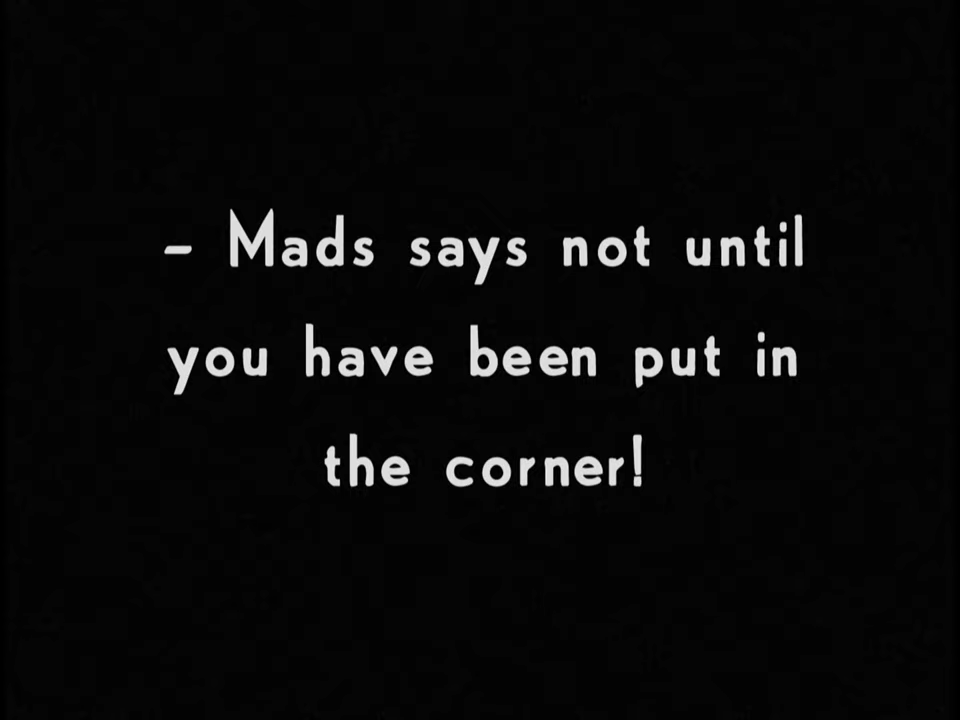 – Mads says not until
you have been put in
the corner!